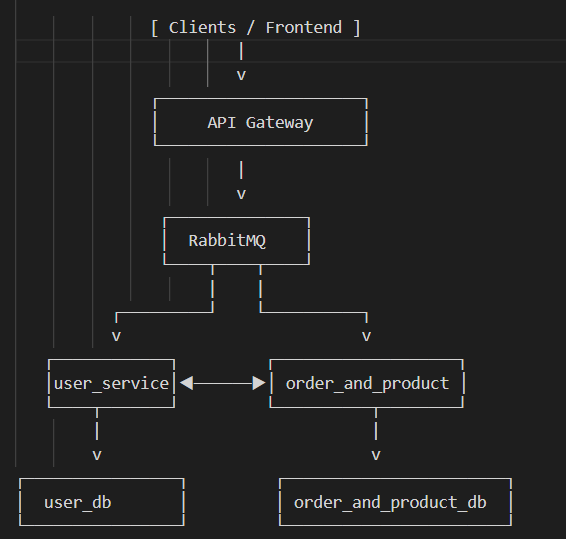 [ Clients / Frontend ]
v
API Gateway
v
RabbitMQ
v v
user_service order_and_product
v v
user_db order_and_product_db